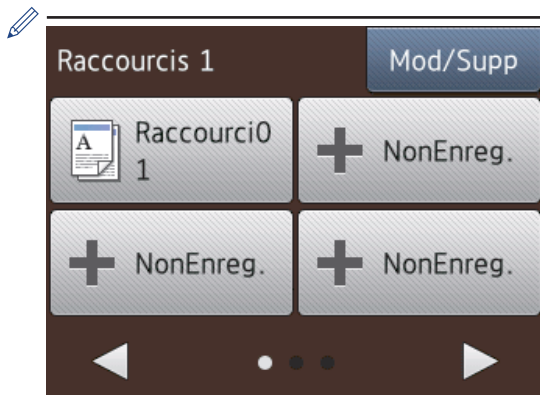 Raccourcis 1
Mod/Supp
A
Raccourci0
1
NonEnreg.
NonEnreg.
NonEnreg.